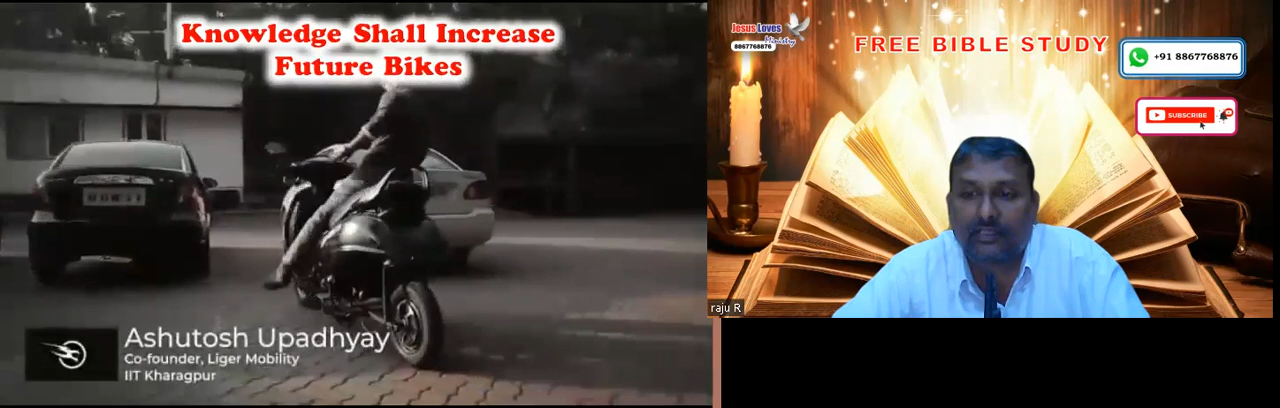 Knowledge Shall Increase
Future Bikes
Ashutosh Upadhyay
Co-founder, Liger Mobility
IIT Kharagpur
Jesus Loves
Ministry
8867768876
FREE BIBLE STUDY
+91 8867768876
SUBSCRIBE
raju R